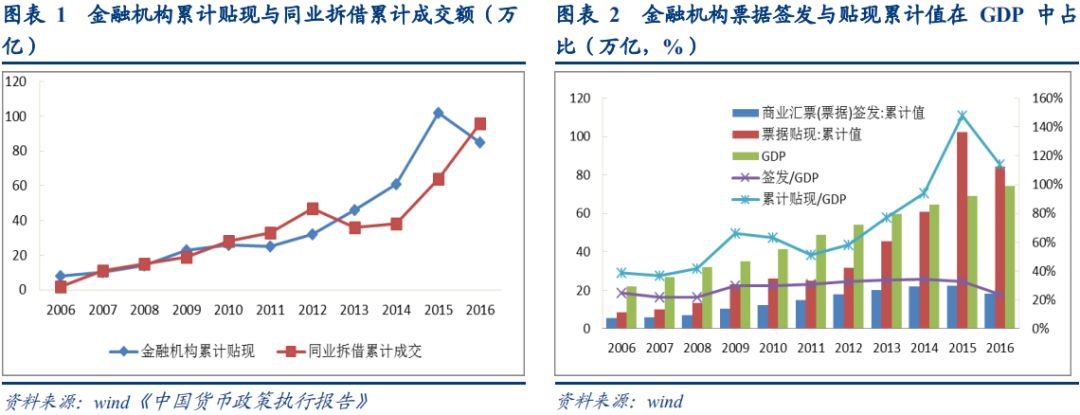 图表 1 金融机构累计贴现与同业拆借累计成交额（万
亿）
120
100
80
60
40
20
0
2006 2007 2008 2009 2010 2011 2012 2013 2014 2015 2016
金融机构累计贴现 同业拆借累计成交
资料来源：wind《中国货币政策执行报告》
图表 2 金融机构票据签发与贴现累计值在 GDP 中占
比（万亿，%）
120 160%
100 140%
80 120%
60 100%
40 80%
20 60%
0 40%
20%
0%
商业汇票(票据)签发:累计值
票据贴现:累计值
GDP
签发/GDP
累计贴现/GDP
2006 2007 2008 2009 2010 2011 2012 2013 2014 2015 2016
资料来源：wind